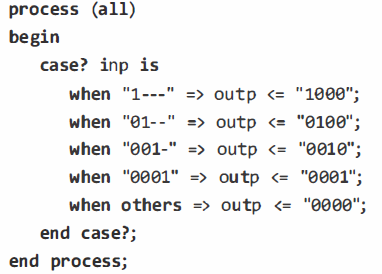 process (all)
begin
case? inp is
when "1---" => outp <= "1000";
when "01--" => outp <= "0100";
when "001-" => outp <= "0010";
when "0001" => outp <= "0001";
when others => outp <= "0000";
end case?;
end process;